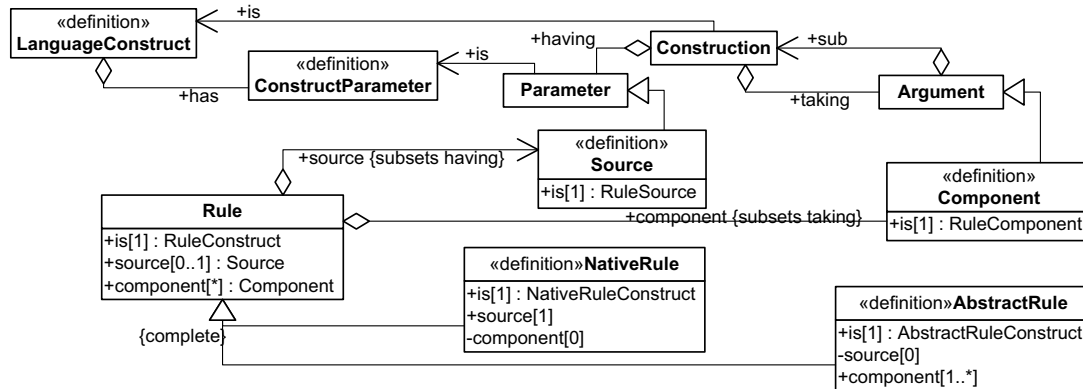 «definition»
LanguageConstruct
+is
+has
«definition»
ConstructParameter
+is
+having
Parameter
Construction
+sub
+taking
Argument
+source {subsets having}
«definition»
Source
+is[1] : RuleSource
«definition»
Component
+is[1] : RuleComponent
+component {subsets taking}
Rule
+is[1] : RuleConstruct
+source[0..1] : Source
+component[*] : Component
{complete}
«definition»NativeRule
+is[1] : NativeRuleConstruct
+source[1]
-component[0]
«definition»AbstractRule
+is[1] : AbstractRuleConstruct
-source[0]
+component[1..*]